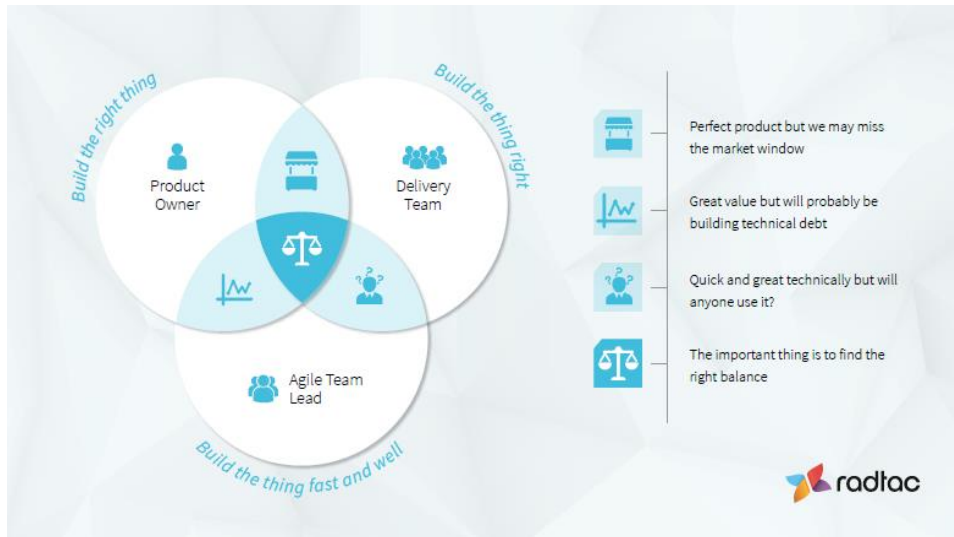 Build the right thing
Build the thing right
Product
Owner
Delivery
Team
Agile Team
Lead
Build the thing fast and well
Perfect product but we may miss
the market window
Great value but will probably be
building technical debt
Quick and great technically but will
anyone use it?
The important thing is to find the
right balance
radtac